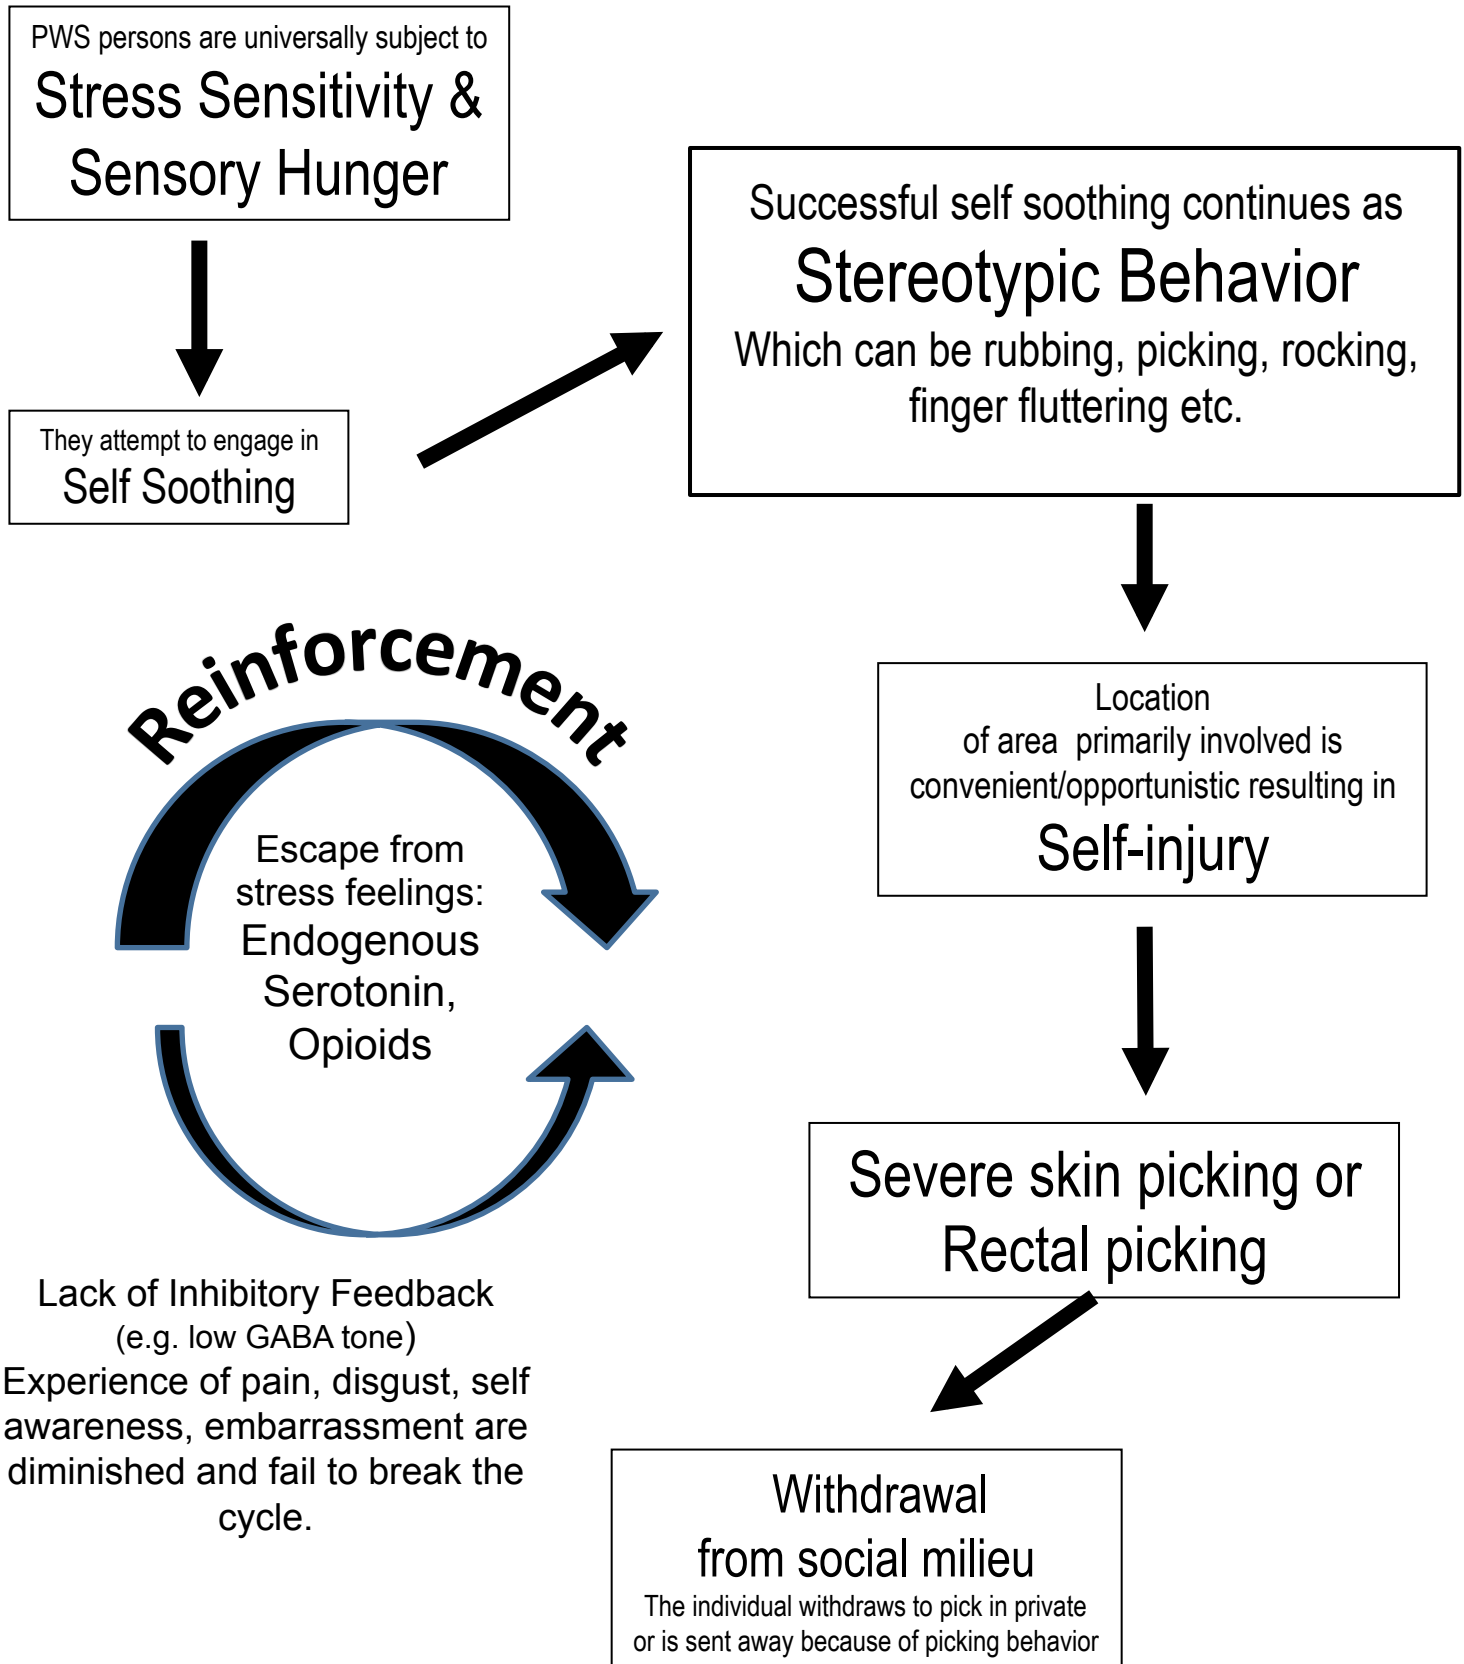 PWS persons are universally subject to
Stress Sensitivity &
Sensory Hunger
They attempt to engage in
Self Soothing
Successful self soothing continues as
Stereotypic Behavior
Which can be rubbing, picking, rocking,
finger fluttering etc.
Location
of area primarily involved is
convenient/opportunistic resulting in
Self-injury
Severe skin picking or
Rectal picking
Withdrawal
from social milieu
The individual withdraws to pick in private
or is sent away because of picking behavior
Reinforcement
Escape from
stress feelings:
Endogenous
Serotonin,
Opioids
Lack of Inhibitory Feedback
(e.g. low GABA tone)
Experience of pain, disgust, self
awareness, embarrassment are
diminished and fail to break the
cycle.